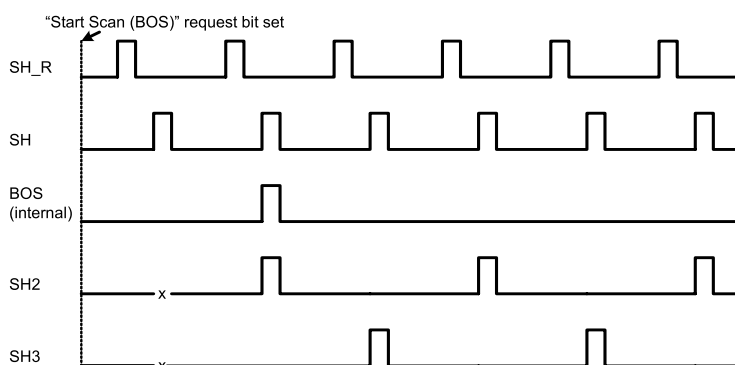 “Start Scan (BOS)” request bit set
SH_R
SH
BOS
(internal)
SH2
x
SH3
x